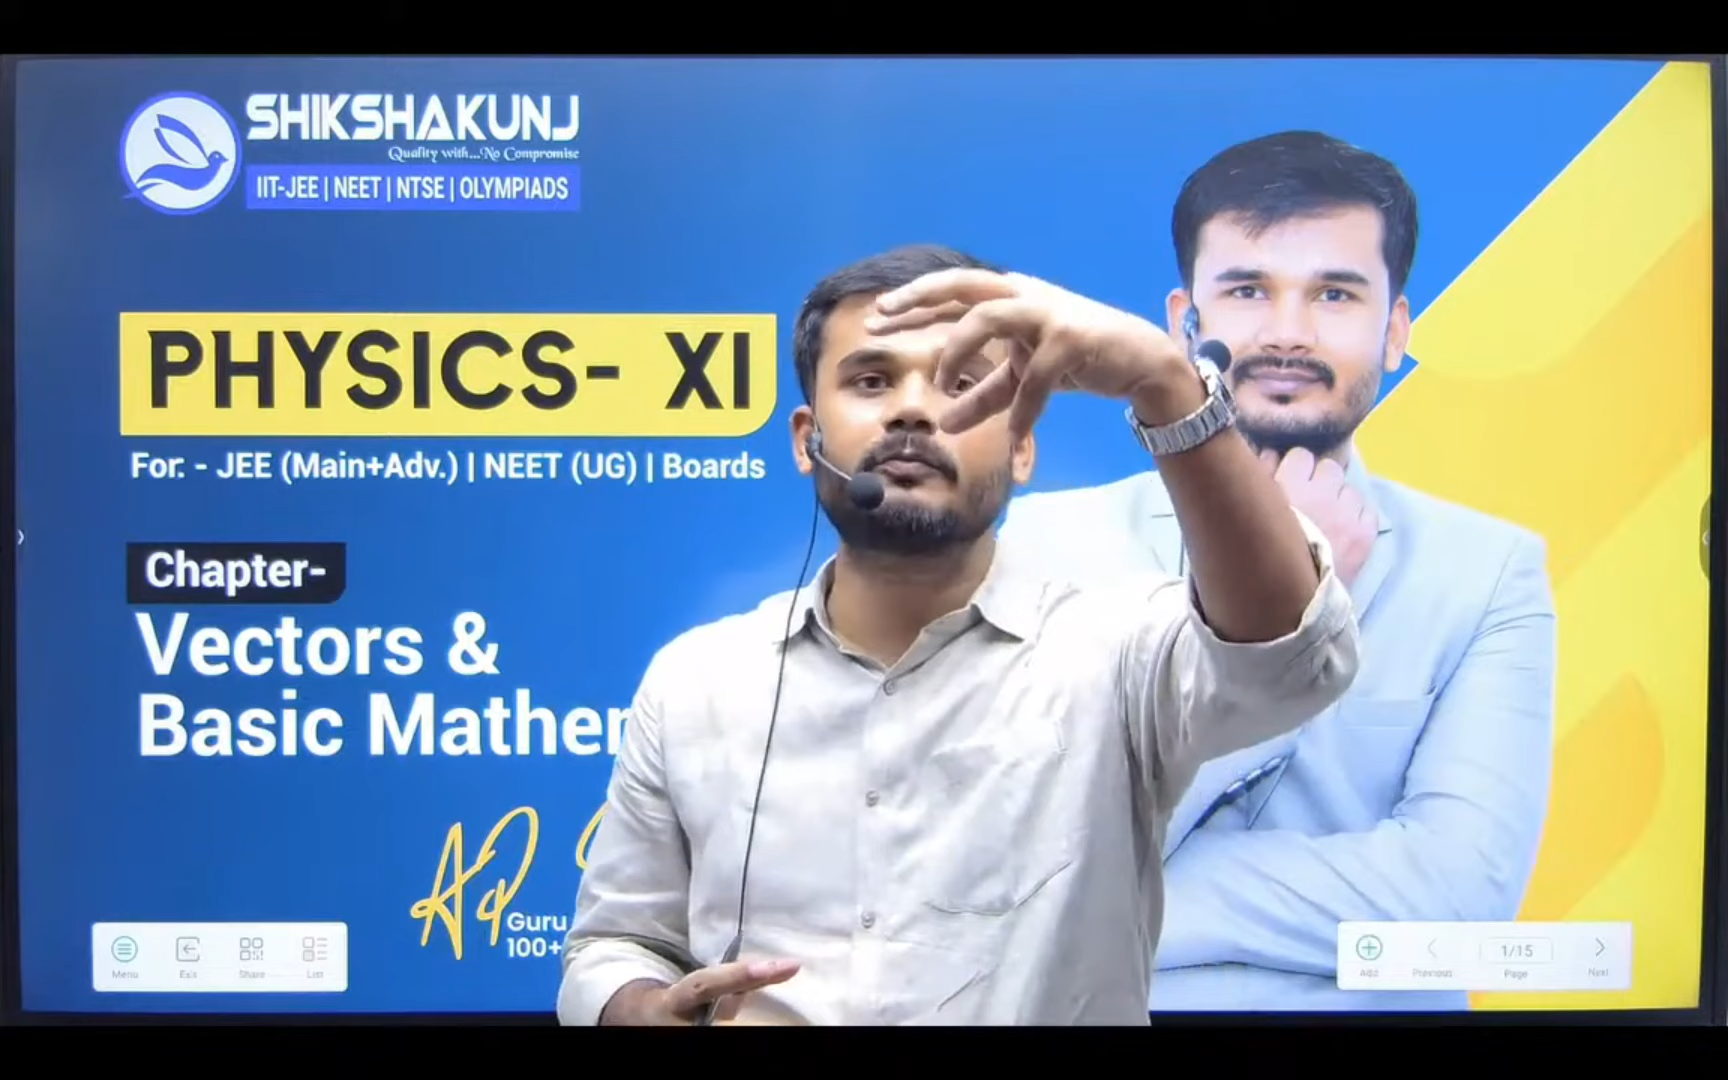 SHIKSHAKUNJ
Quality with...No Compromise
IIT-JEE | NEET | NTSE | OLYMPIADS
PHYSICS- XI
For: - JEE (Main+Adv.) | NEET (UG) | Boards
Chapter-
Vectors &
Basic Mathem
AP
Guru
100+
Menu Exit Share List
Add Previous 1/15 Page Next